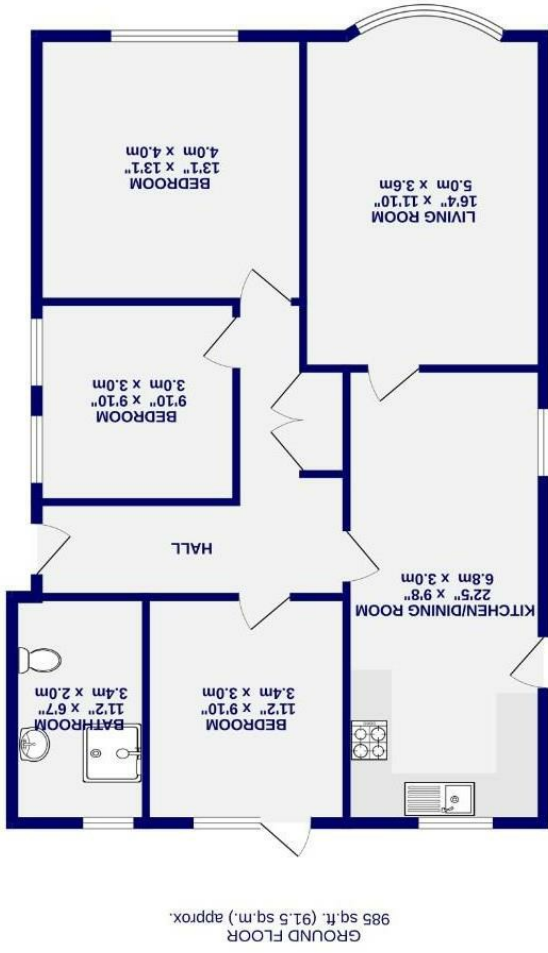 GROUND FLOOR
985 sq.ft. (91.5 sq.m.) approx.
BATHROOM
11'2" x 6'7"
3.4m x 2.0m
BEDROOM
11'2" x 9'10"
3.4m x 3.0m
KITCHEN/DINING ROOM
22'5" x 9'8"
6.8m x 3.0m
HALL
BEDROOM
9'10" x 9'10"
3.0m x 3.0m
LIVING ROOM
16'4" x 11'10"
5.0m x 3.6m
BEDROOM
13'1" x 13'1"
4.0m x 4.0m